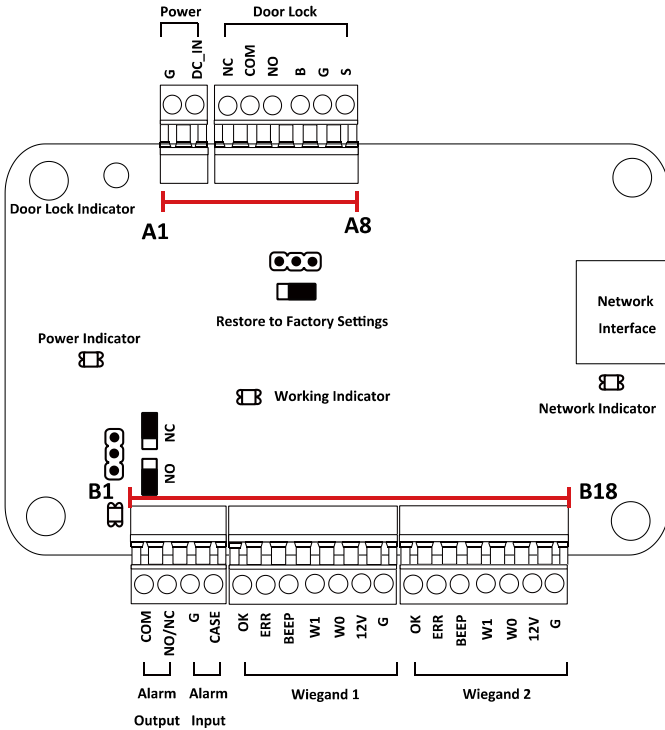 Power Door Lock
G DC_IN NC COM NO B G S
Door Lock Indicator
A1 A8
Restore to Factory Settings
Network
Interface
Power Indicator
Working Indicator
Network Indicator
NC
NO
B1 B18
COM NO/NC G CASE OK ERR BEEP W1 W0 12V G OK ERR BEEP W1 W0 12V G
Alarm Alarm Wiegand 1 Wiegand 2
Output Input